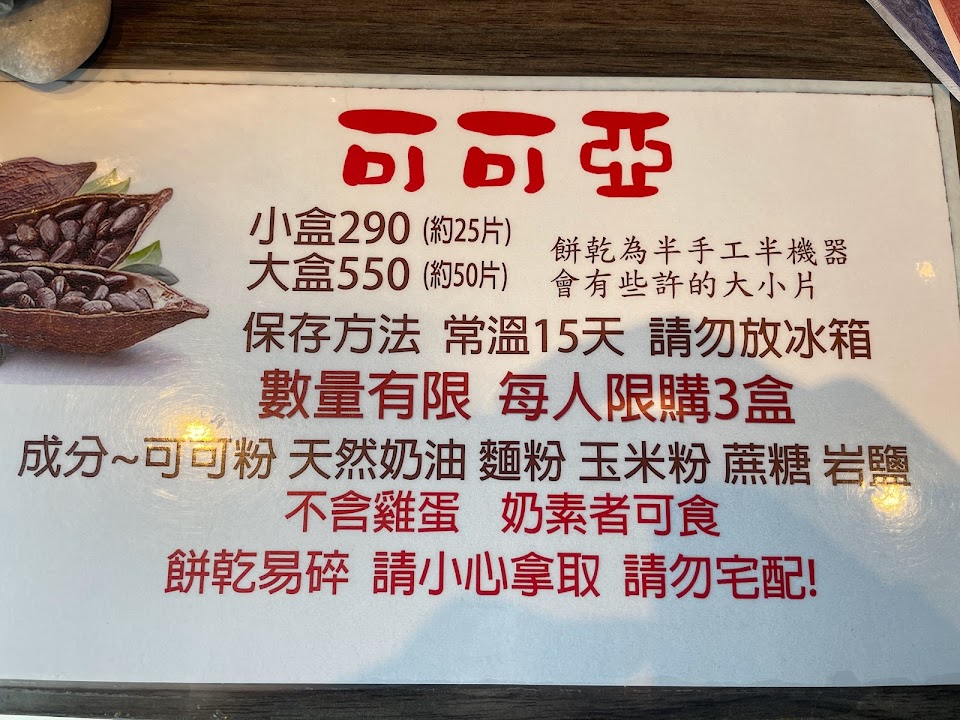 可可亞
小盒290 (約25片)
大盒550 (約50片)
餅乾為半手工半機器
會有些許的大小片
保存方法 常溫15天 請勿放冰箱
數量有限 每人限購3盒
成分~可可粉 天然奶油 麵粉 玉米粉 蔗糖 岩鹽
不含雞蛋 奶素者可食
餅乾易碎 請小心拿取 請勿宅配!